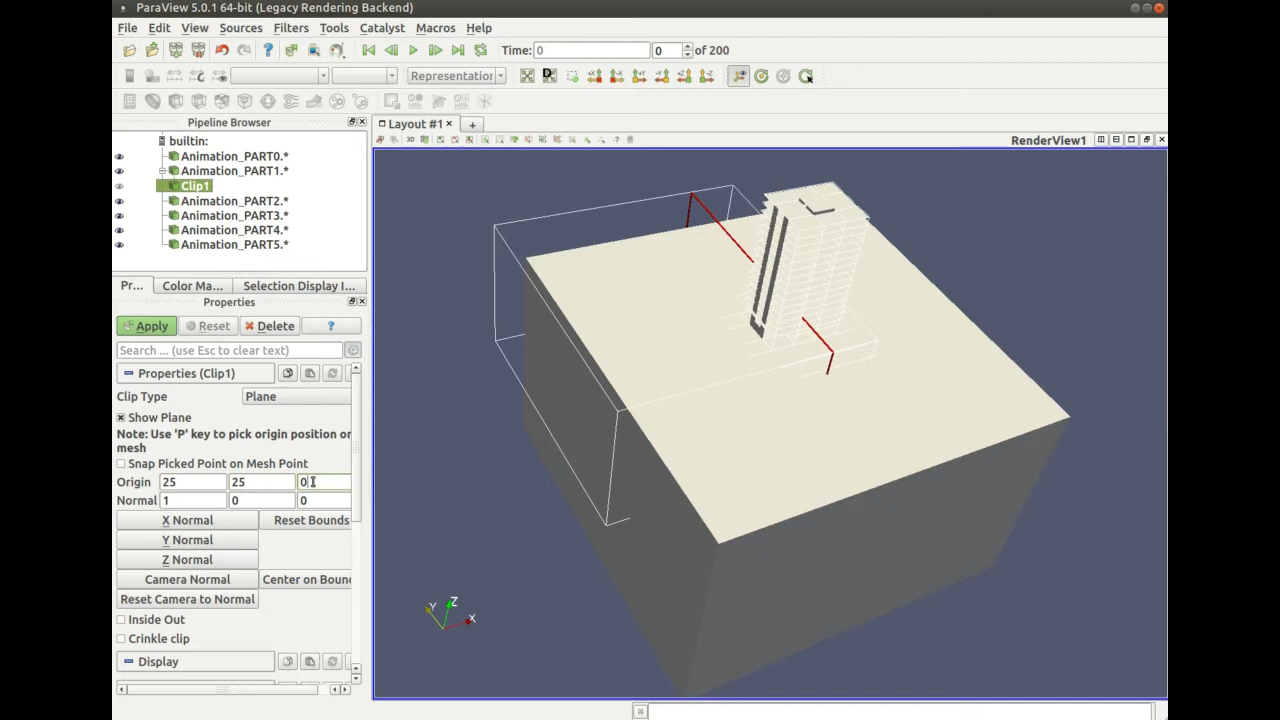 ParaView 5.0.1 64-bit (Legacy Rendering Backend)
File Edit View Sources Filters Tools Catalyst Macros Help
Time: 0 0 of 200
Representation
Pipeline Browser
Layout #1
RenderView1
builtin:
Animation_PART0.*
Animation_PART1.*
Clip1
Animation_PART2.*
Animation_PART3.*
Animation_PART4.*
Animation_PART5.*
Pr... Color Ma... Selection Display I...
Properties
Apply Reset Delete ?
Search ... (use Esc to clear text)
Properties (Clip1)
Clip Type Plane
Show Plane
Note: Use 'P' key to pick origin position on
mesh
Snap Picked Point on Mesh Point
Origin 25 25 0
Normal 1 0 0
X Normal Reset Bounds
Y Normal
Z Normal
Camera Normal Center on Boun
Reset Camera to Normal
Inside Out
Crinkle clip
Display
Y Z X